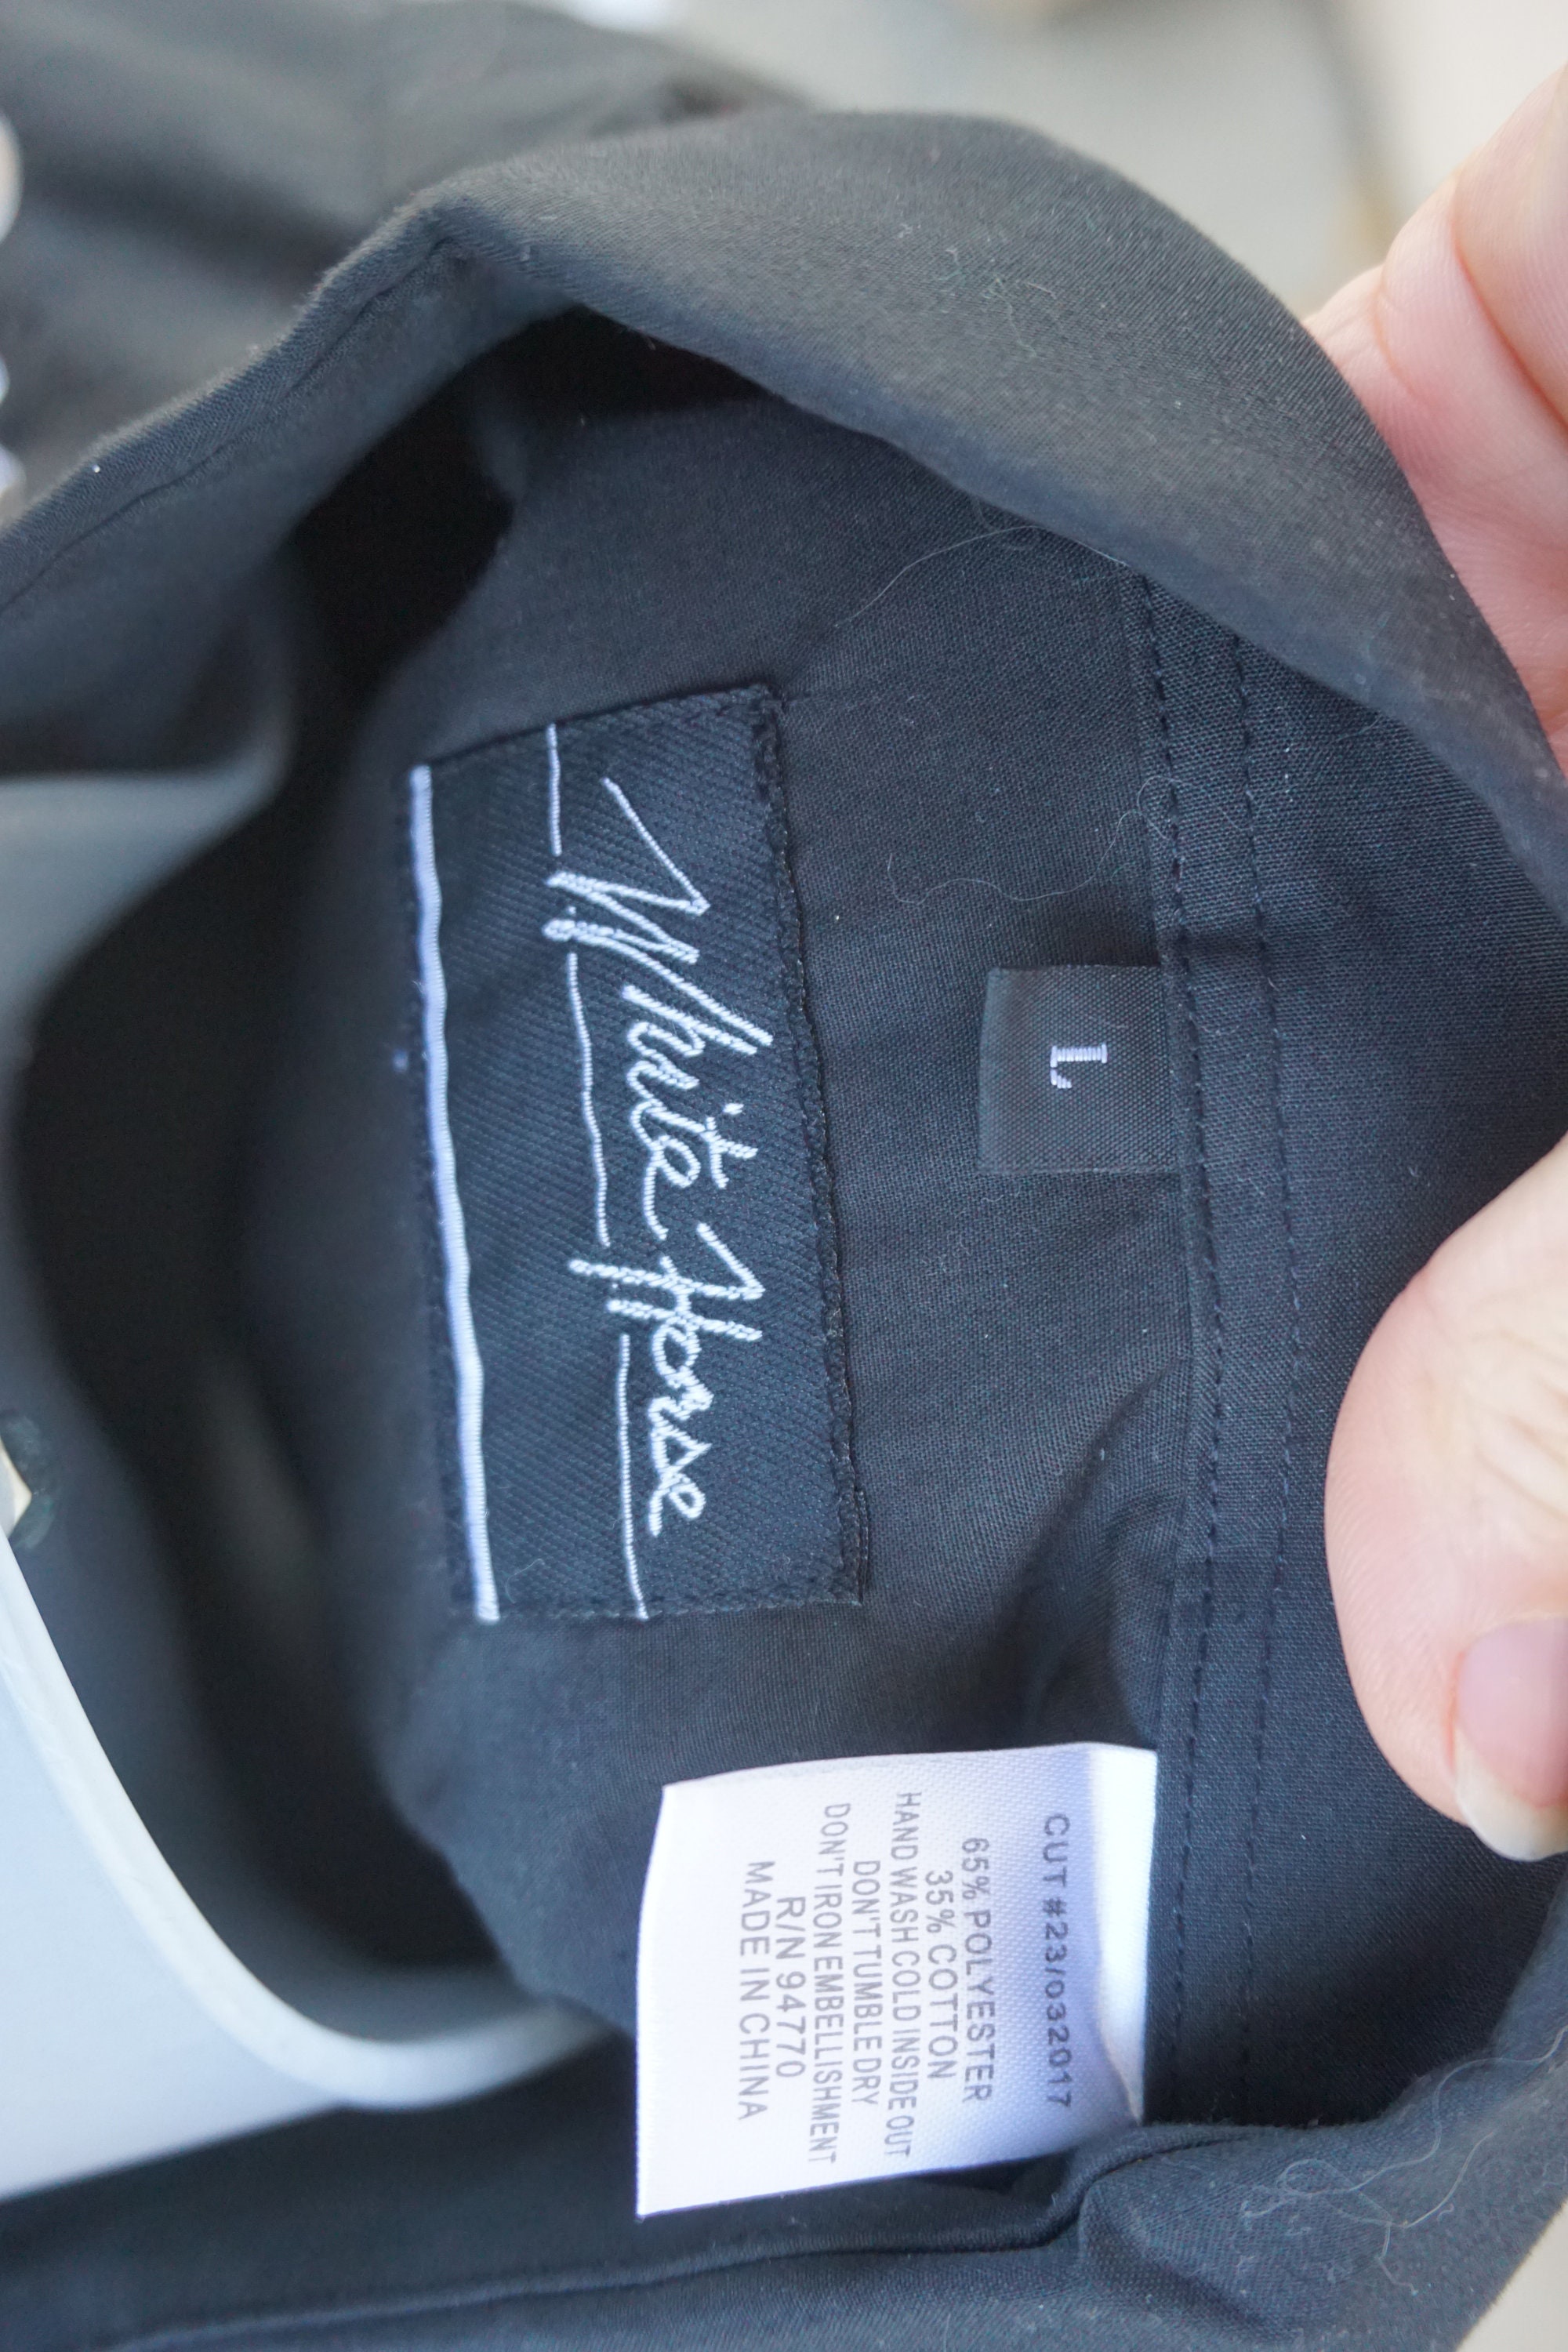 White Horse
L
CUT#23/032017
65% POLYESTER
35% COTTON
HAND WASH COLD INSIDE OUT
DON'T TUMBLE DRY
DON'T IRON EMBELLISHMENT
R/N 94770
MADE IN CHINA